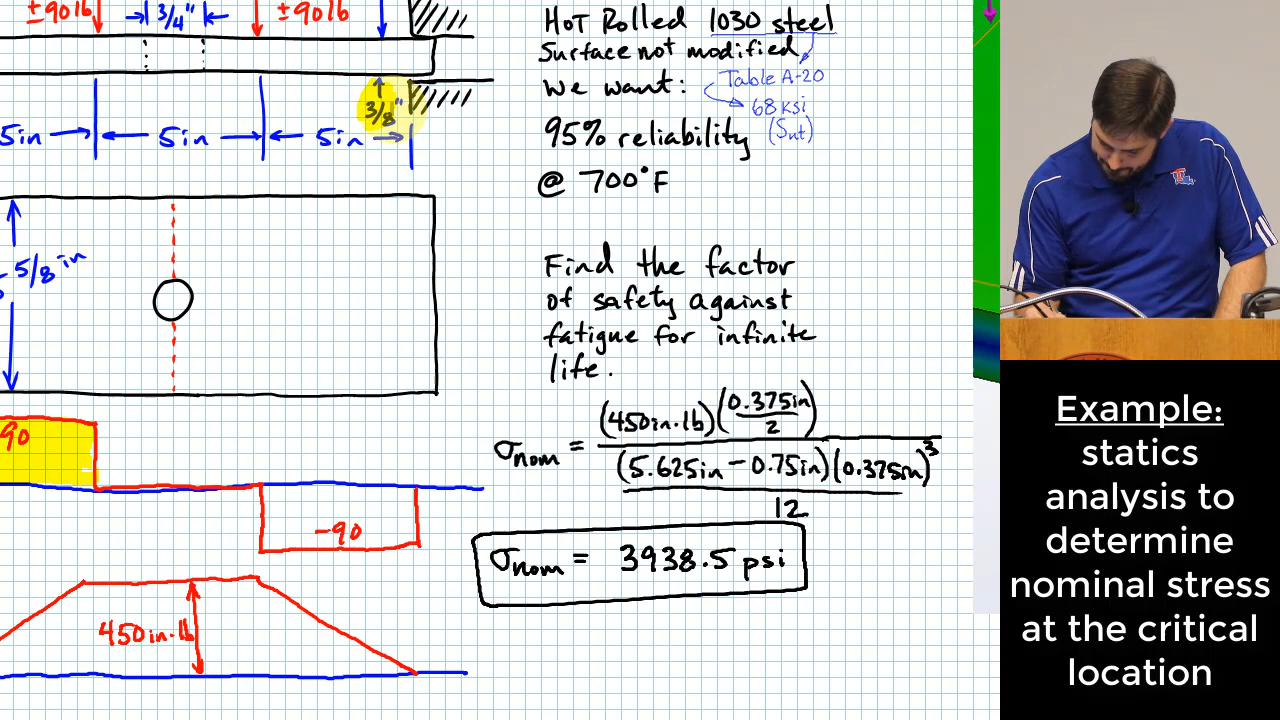 ±90lb
3/4"
±90lb
3/8"
5in
5in
5in
5/8 in
90
-90
450in·lb
HOT Rolled 1030 steel
Surface not modified
We want:
Table A-20
68 ksi
(Sut)
95% reliability
@ 700°F
Find the factor
of safety against
fatigue for infinite
life.
σnom = (450in·lb)(0.375in/2)
(5.625in - 0.75in)(0.375in)³
12
σnom = 3938.5 psi
Example:
statics
analysis to
determine
nominal stress
at the critical
location